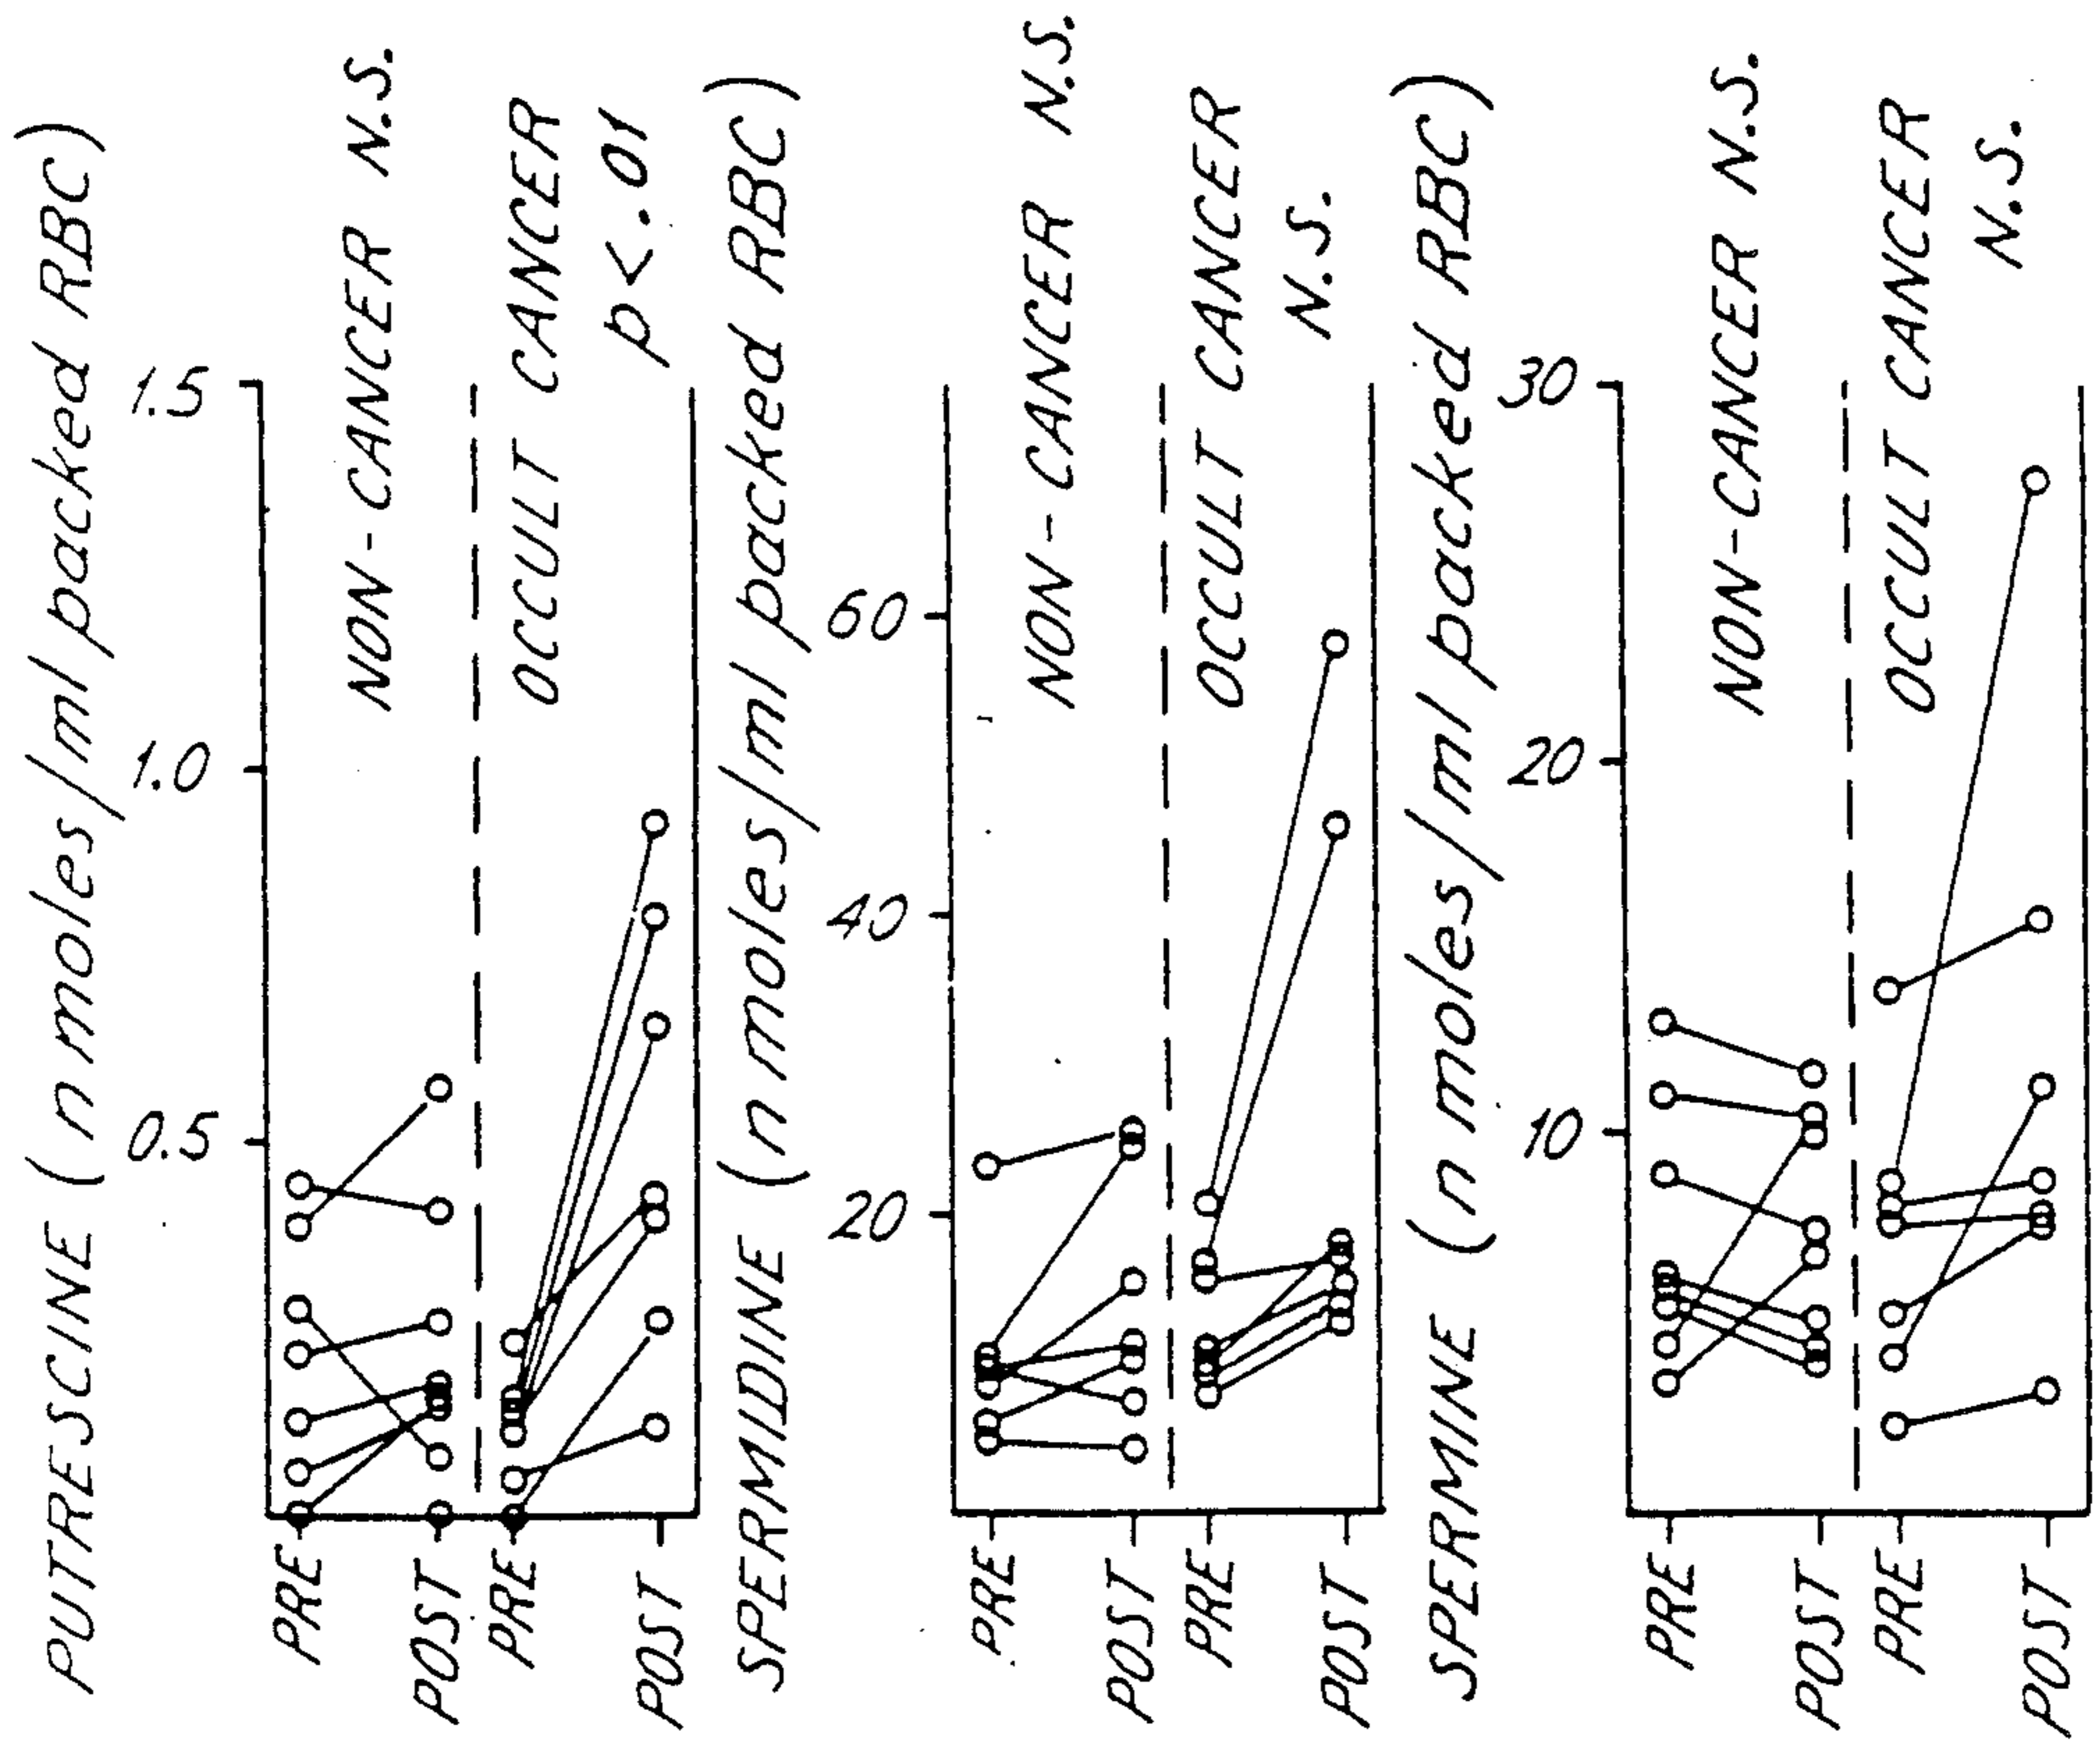 PUTRESCINE (n moles/ml packed RBC)
1.5
1.0
0.5
NON-CANCER N.S.
OCCULT CANCER
p<.01
PRE
POST
PRE
POST
SPERMIDINE (n moles/ml packed RBC)
60
40
20
NON-CANCER N.S.
OCCULT CANCER
N.S.
PRE
POST
PRE
POST
SPERMINE (n moles/ml packed RBC)
30
20
10
NON-CANCER N.S.
OCCULT CANCER
N.S.
PRE
POST
PRE
POST